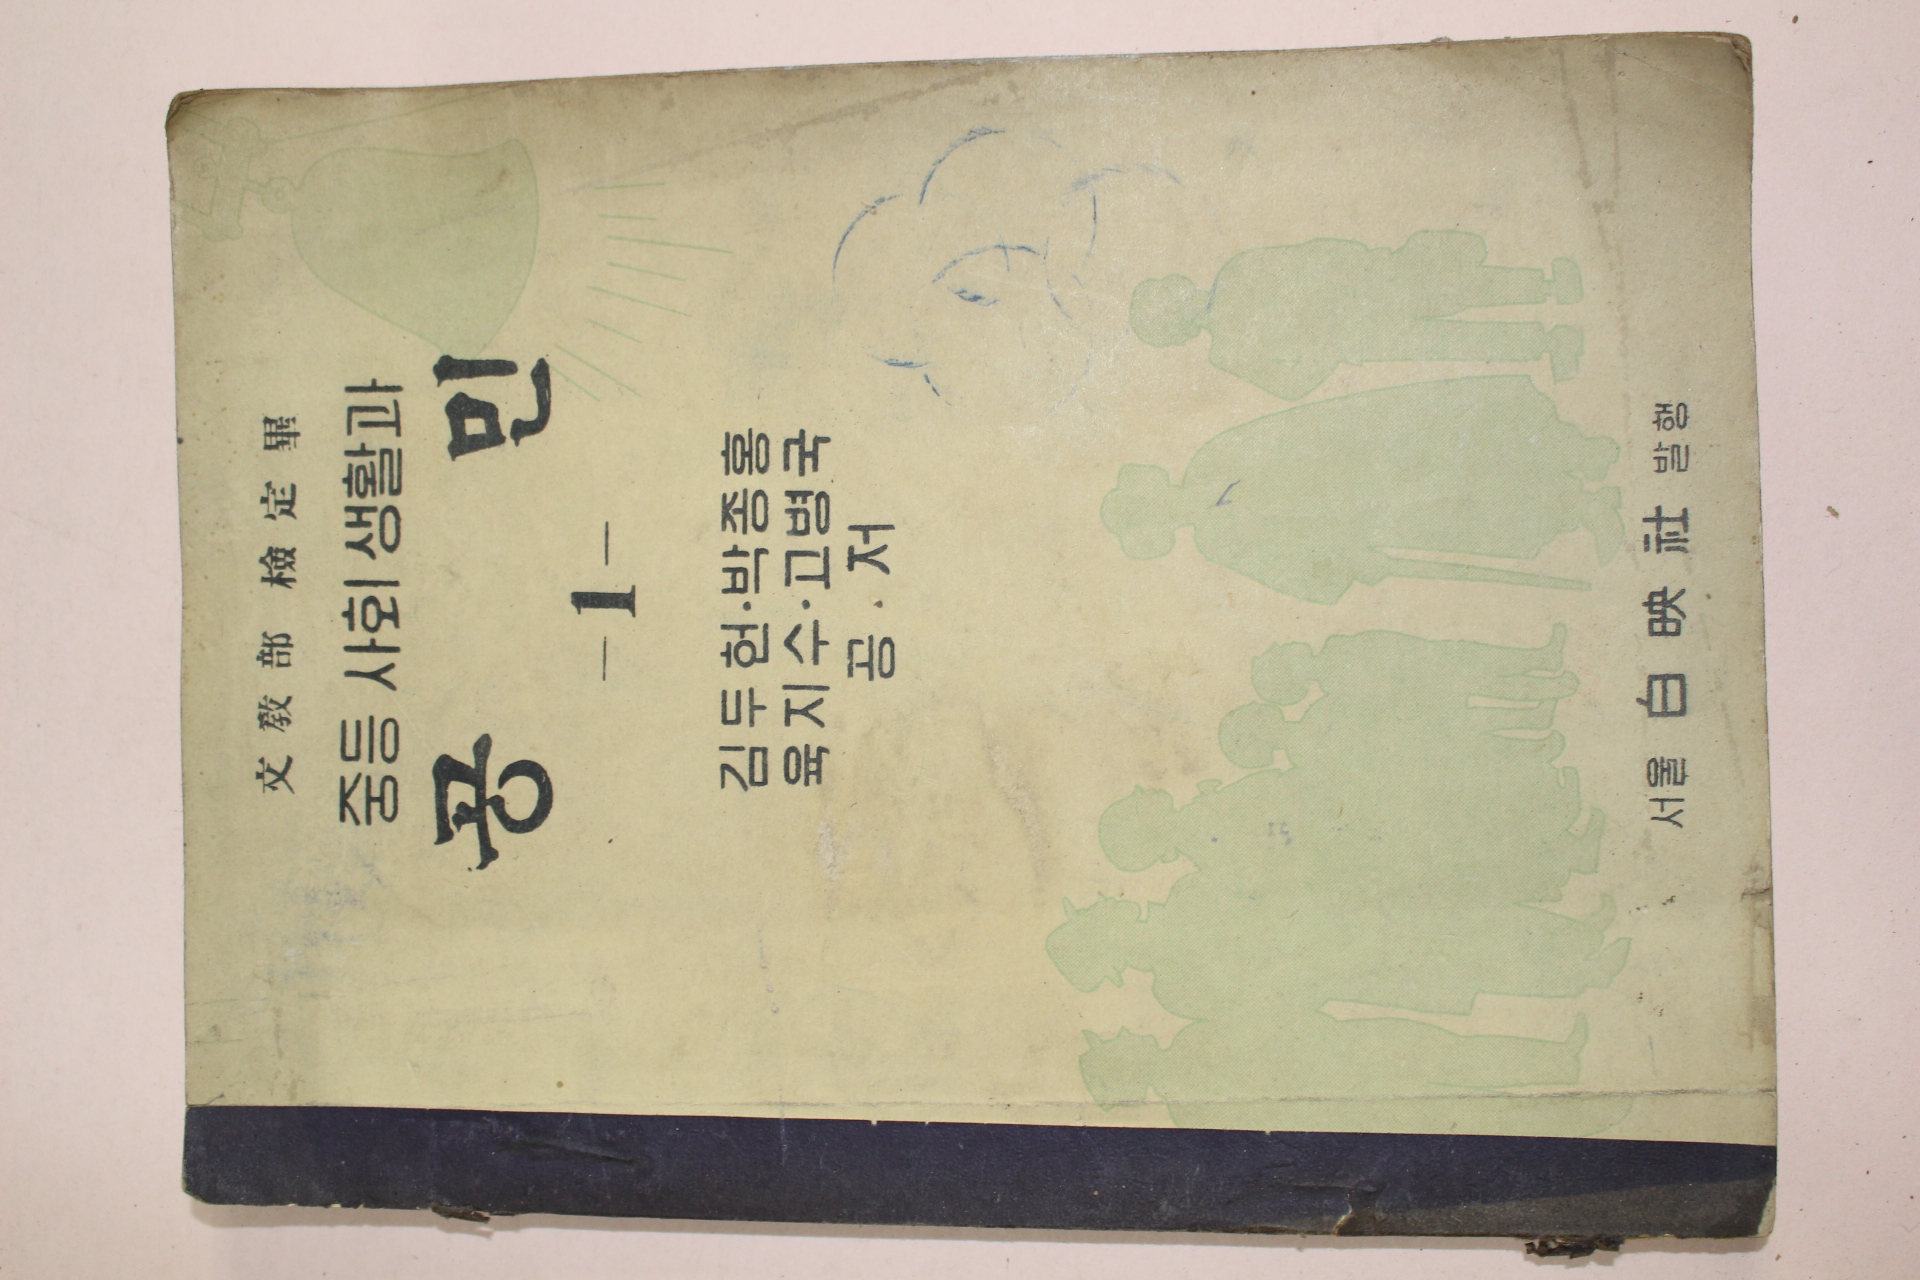 文敎部 檢定畢
중등 사회생활과
공 민
－1－
김두헌·박종홍
육지수·고병국
공·저
서울 白映社 발행